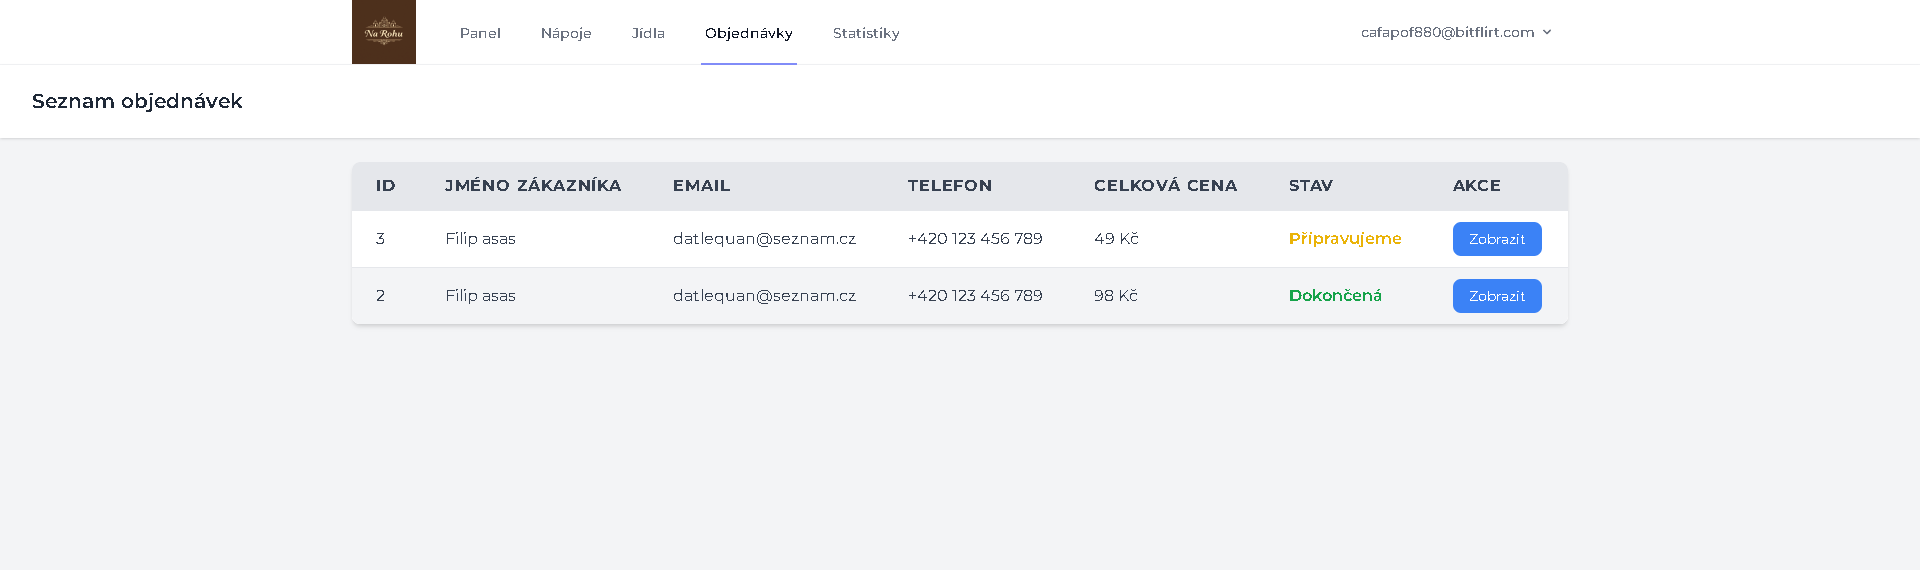 Na Rohu
Panel Nápoje Jídla Objednávky Statistiky cafapof880@bitflirt.com
Seznam objednávek
ID JMÉNO ZÁKAZNÍKA EMAIL TELEFON CELKOVÁ CENA STAV AKCE
3 Filip asas datlequan@seznam.cz +420 123 456 789 49 Kč Připravujeme Zobrazit
2 Filip asas datlequan@seznam.cz +420 123 456 789 98 Kč Dokončená Zobrazit